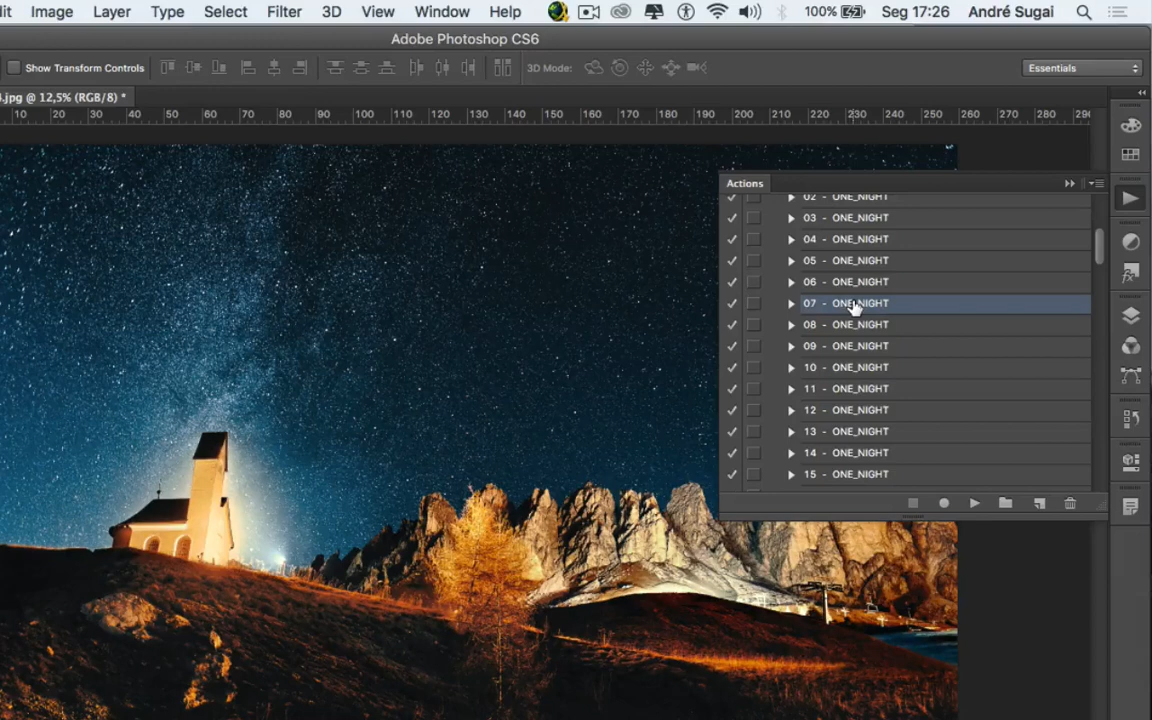 dit Image Layer Type Select Filter 3D View Window Help 100% Seg 17:26 André Sugai
Adobe Photoshop CS6
Show Transform Controls 3D Mode: Essentials
.jpg @ 12,5% (RGB/8) *
10 20 30 40 50 60 70 80 90 100 110 120 130 140 150 160 170 180 190 200 210 220 230 240 250 260 270 280 290
Actions
02 - ONE_NIGHT
03 - ONE_NIGHT
04 - ONE_NIGHT
05 - ONE_NIGHT
06 - ONE_NIGHT
07 - ONE_NIGHT
08 - ONE_NIGHT
09 - ONE_NIGHT
10 - ONE_NIGHT
11 - ONE_NIGHT
12 - ONE_NIGHT
13 - ONE_NIGHT
14 - ONE_NIGHT
15 - ONE_NIGHT